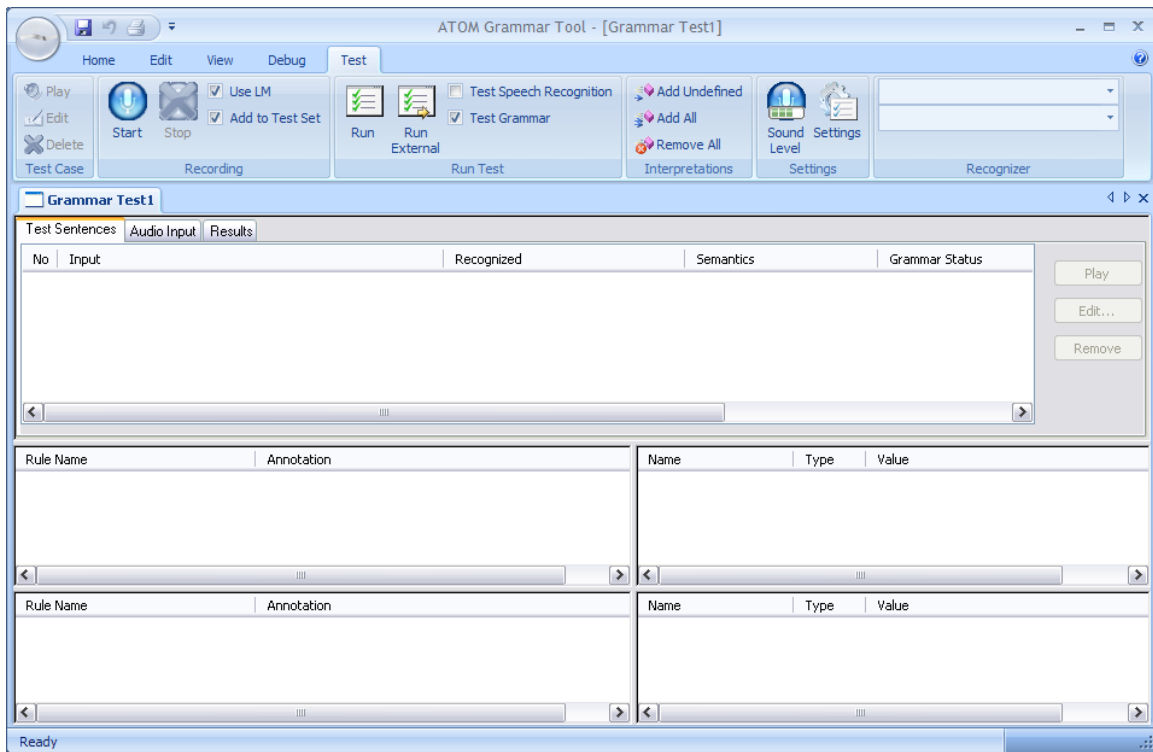 ATOM Grammar Tool - [Grammar Test1]
Home Edit View Debug Test
Play
Edit
Delete
Test Case
Start
Stop
Use LM
Add to Test Set
Recording
Run
Run External
Test Speech Recognition
Test Grammar
Run Test
Add Undefined
Add All
Remove All
Interpretations
Sound Level
Settings
Settings
Recognizer
Grammar Test1
Test Sentences Audio Input Results
No Input Recognized Semantics Grammar Status
Play
Edit...
Remove
Rule Name Annotation
Name Type Value
Rule Name Annotation
Name Type Value
Ready